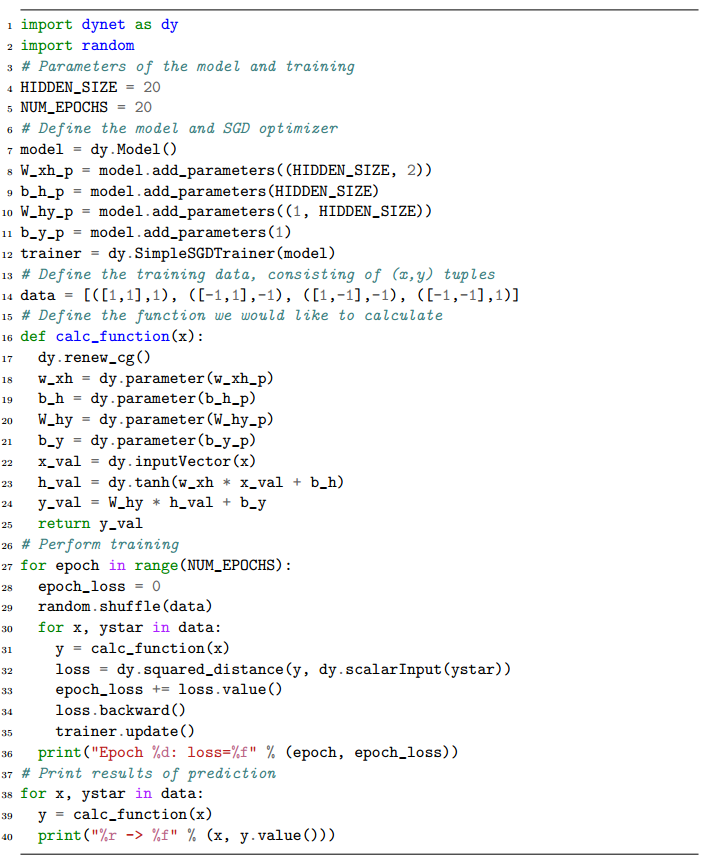 1 import dynet as dy
2 import random
3 # Parameters of the model and training
4 HIDDEN_SIZE = 20
5 NUM_EPOCHS = 20
6 # Define the model and SGD optimizer
7 model = dy.Model()
8 W_xh_p = model.add_parameters((HIDDEN_SIZE, 2))
9 b_h_p = model.add_parameters(HIDDEN_SIZE)
10 W_hy_p = model.add_parameters((1, HIDDEN_SIZE))
11 b_y_p = model.add_parameters(1)
12 trainer = dy.SimpleSGDTrainer(model)
13 # Define the training data, consisting of (x,y) tuples
14 data = [([1,1],1), ([-1,1],-1), ([1,-1],-1), ([-1,-1],1)]
15 # Define the function we would like to calculate
16 def calc_function(x):
17   dy.renew_cg()
18   w_xh = dy.parameter(w_xh_p)
19   b_h = dy.parameter(b_h_p)
20   W_hy = dy.parameter(W_hy_p)
21   b_y = dy.parameter(b_y_p)
22   x_val = dy.inputVector(x)
23   h_val = dy.tanh(w_xh * x_val + b_h)
24   y_val = W_hy * h_val + b_y
25   return y_val
26 # Perform training
27 for epoch in range(NUM_EPOCHS):
28   epoch_loss = 0
29   random.shuffle(data)
30   for x, ystar in data:
31     y = calc_function(x)
32     loss = dy.squared_distance(y, dy.scalarInput(ystar))
33     epoch_loss += loss.value()
34     loss.backward()
35     trainer.update()
36   print("Epoch %d: loss=%f" % (epoch, epoch_loss))
37 # Print results of prediction
38 for x, ystar in data:
39   y = calc_function(x)
40   print("%r -> %f" % (x, y.value()))